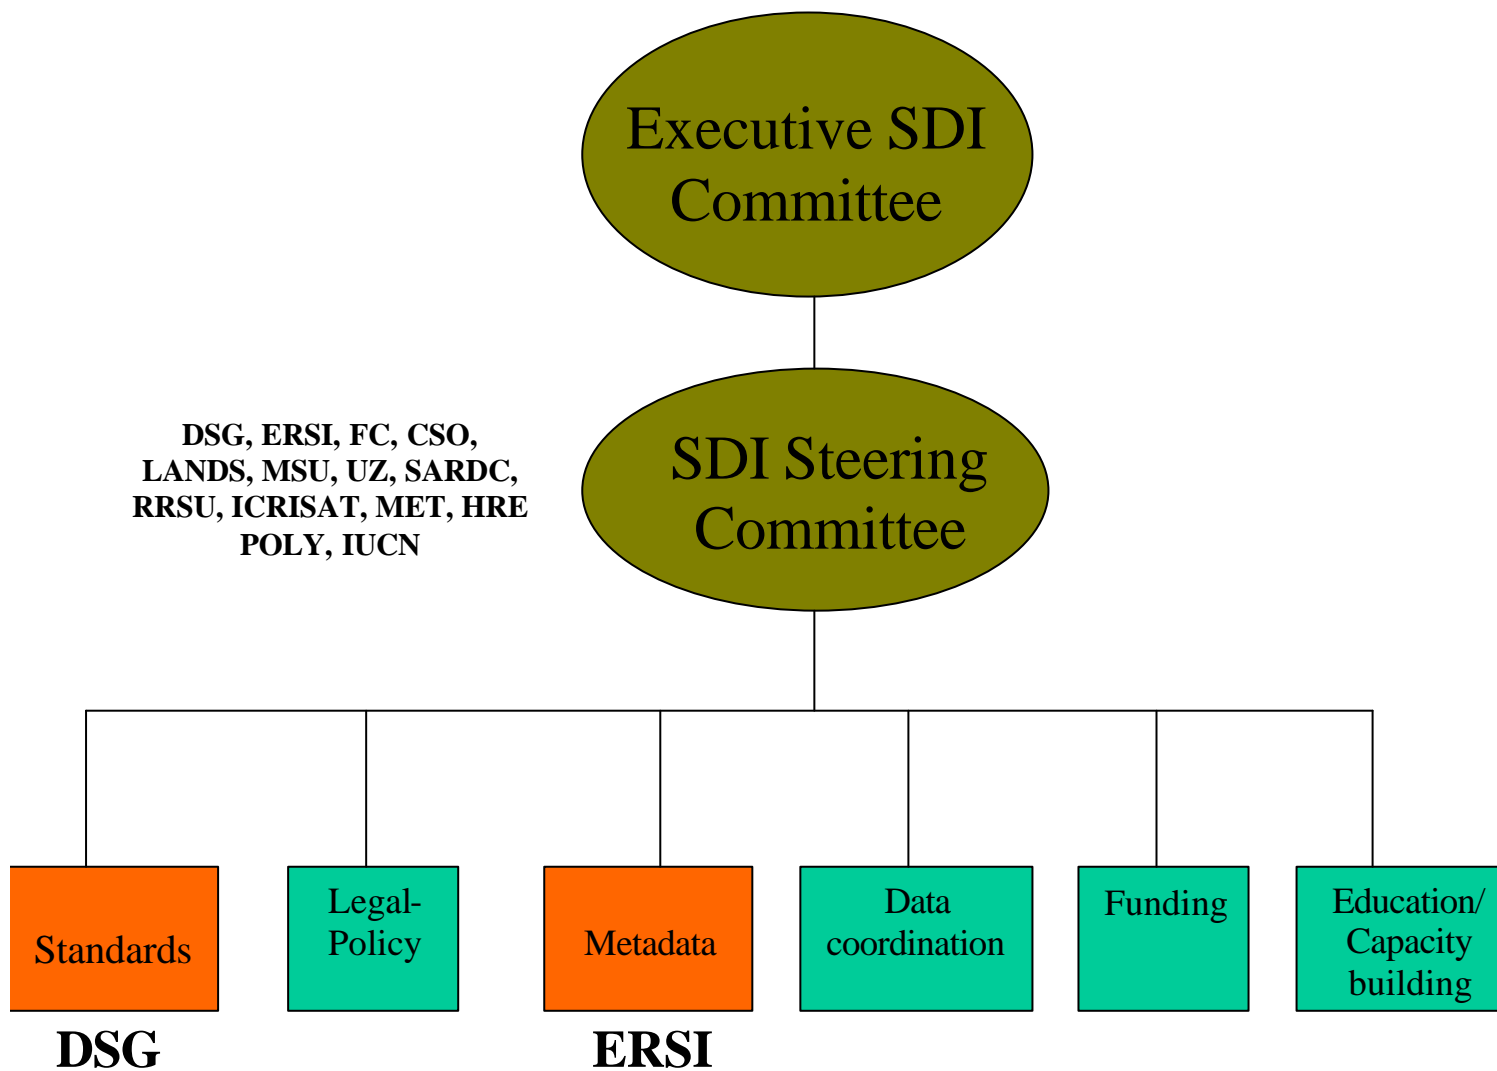 Executive SDI
Committee
DSG, ERSI, FC, CSO,
LANDS, MSU, UZ, SARDC,
RRSU, ICRISAT, MET, HRE
POLY, IUCN
SDI Steering
Committee
Standards
Legal-
Policy
Metadata
Data
coordination
Funding
Education/
Capacity
building
DSG
ERSI